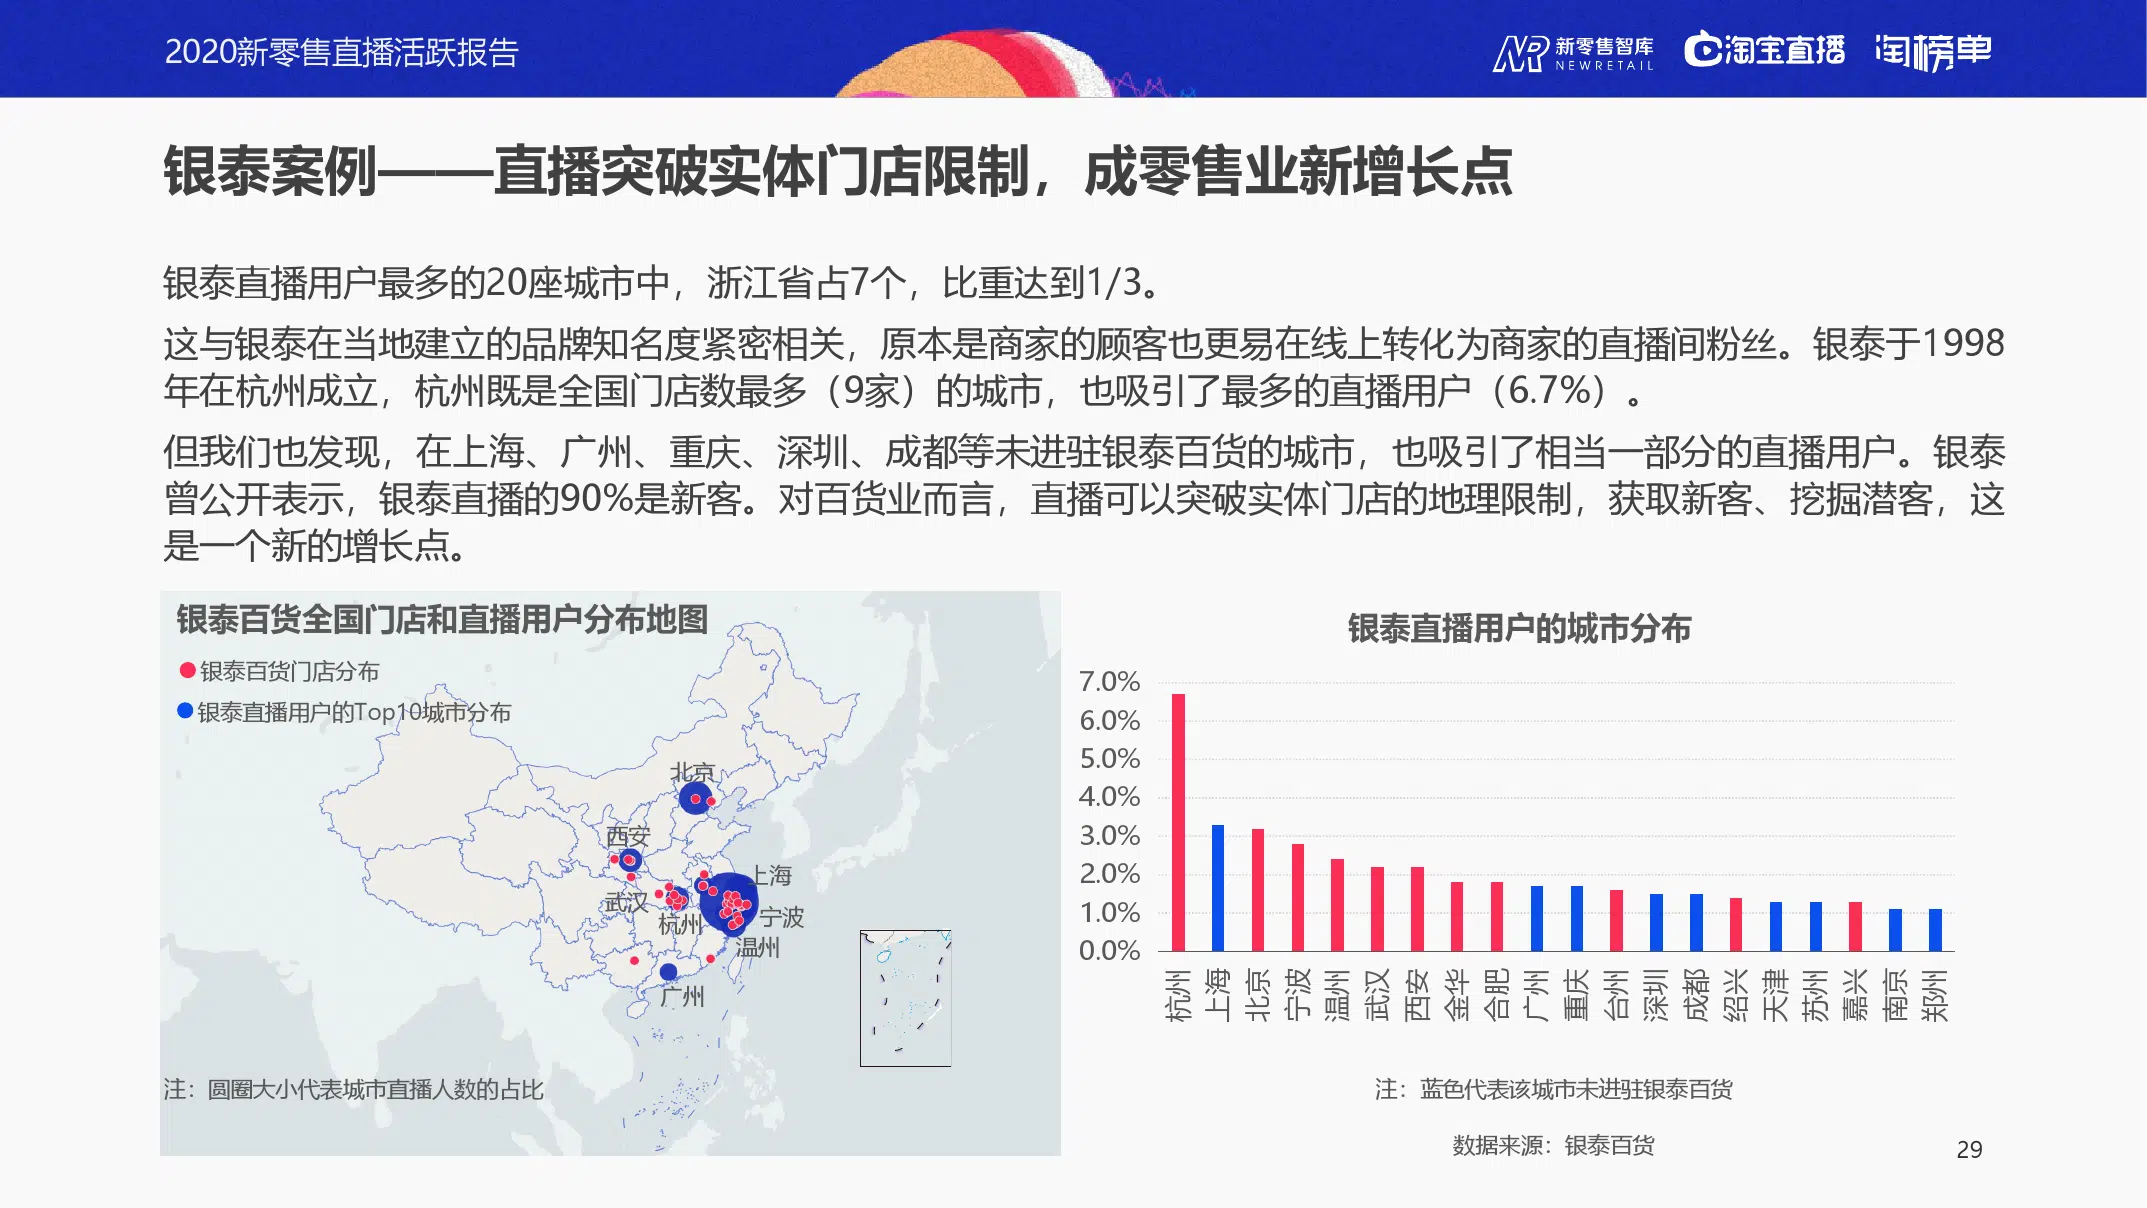 2020新零售直播活跃报告
NR 新零售智库
NEWRETAIL
淘宝直播
淘榜单
银泰案例——直播突破实体门店限制，成零售业新增长点
银泰直播用户最多的20座城市中，浙江省占7个，比重达到1/3。
这与银泰在当地建立的品牌知名度紧密相关，原本是商家的顾客也更易在线上转化为商家的直播间粉丝。银泰于1998
年在杭州成立，杭州既是全国门店数最多（9家）的城市，也吸引了最多的直播用户（6.7%）。
但我们也发现，在上海、广州、重庆、深圳、成都等未进驻银泰百货的城市，也吸引了相当一部分的直播用户。银泰
曾公开表示，银泰直播的90%是新客。对百货业而言，直播可以突破实体门店的地理限制，获取新客、挖掘潜客，这
是一个新的增长点。
银泰百货全国门店和直播用户分布地图
银泰百货门店分布
银泰直播用户的Top10城市分布
北京
西安
上海
武汉
宁波
杭州
温州
广州
注：圆圈大小代表城市直播人数的占比
银泰直播用户的城市分布
7.0%
6.0%
5.0%
4.0%
3.0%
2.0%
1.0%
0.0%
杭州
上海
北京
宁波
温州
武汉
西安
金华
合肥
广州
重庆
台州
深圳
成都
绍兴
天津
苏州
嘉兴
南京
郑州
注：蓝色代表该城市未进驻银泰百货
数据来源：银泰百货
29